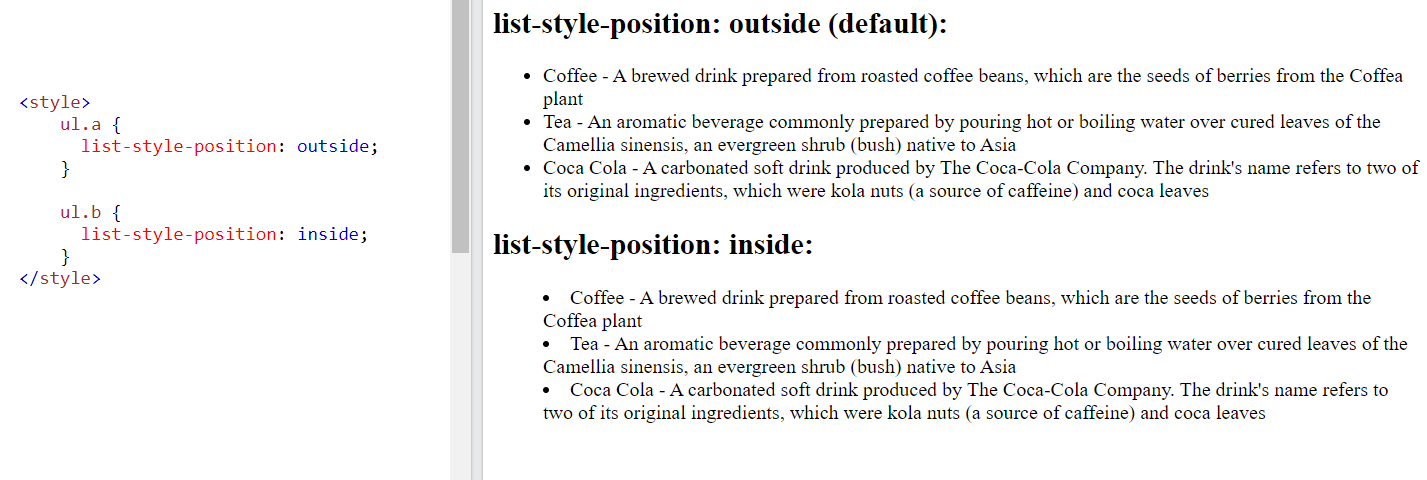 <style>
ul.a {
list-style-position: outside;
}
ul.b {
list-style-position: inside;
}
</style>
list-style-position: outside (default):
• Coffee - A brewed drink prepared from roasted coffee beans, which are the seeds of berries from the Coffea
plant
• Tea - An aromatic beverage commonly prepared by pouring hot or boiling water over cured leaves of the
Camellia sinensis, an evergreen shrub (bush) native to Asia
• Coca Cola - A carbonated soft drink produced by The Coca-Cola Company. The drink's name refers to two of
its original ingredients, which were kola nuts (a source of caffeine) and coca leaves
list-style-position: inside:
• Coffee - A brewed drink prepared from roasted coffee beans, which are the seeds of berries from the
Coffea plant
• Tea - An aromatic beverage commonly prepared by pouring hot or boiling water over cured leaves of the
Camellia sinensis, an evergreen shrub (bush) native to Asia
• Coca Cola - A carbonated soft drink produced by The Coca-Cola Company. The drink's name refers to
two of its original ingredients, which were kola nuts (a source of caffeine) and coca leaves